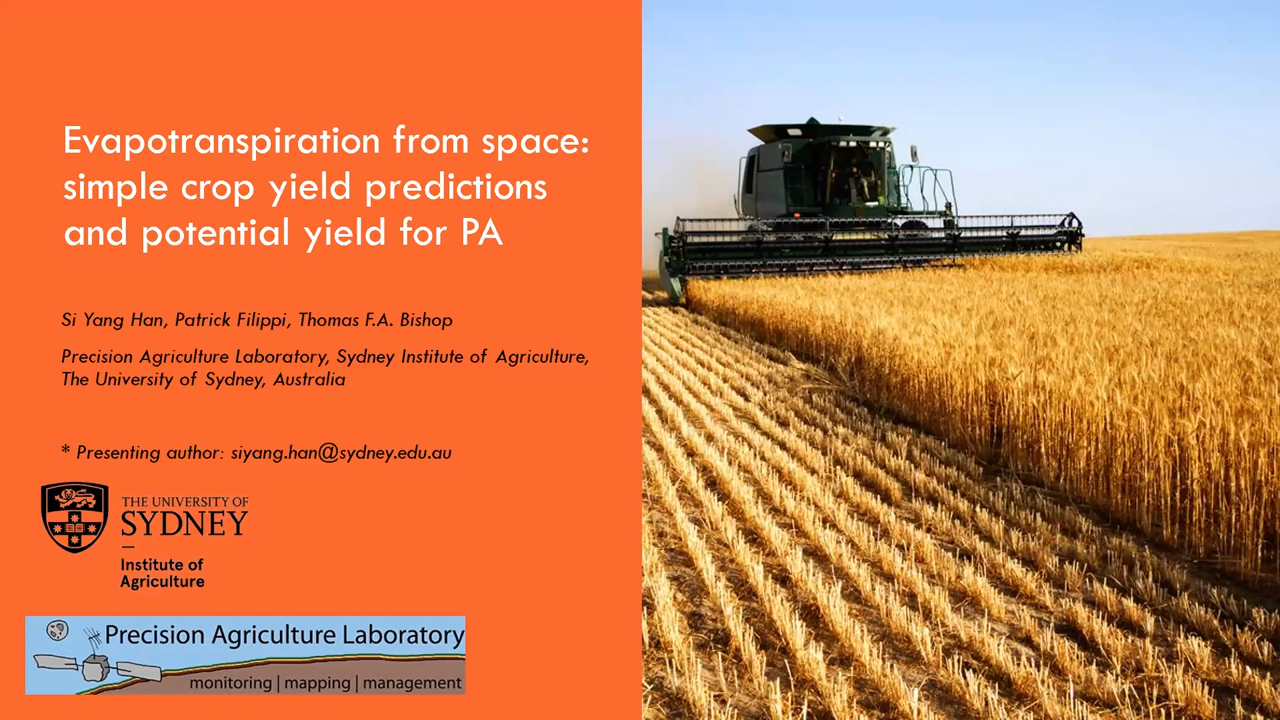 Evapotranspiration from space:
simple crop yield predictions
and potential yield for PA
Si Yang Han, Patrick Filippi, Thomas F.A. Bishop
Precision Agriculture Laboratory, Sydney Institute of Agriculture,
The University of Sydney, Australia
* Presenting author: siyang.han@sydney.edu.au
THE UNIVERSITY OF
SYDNEY
Institute of
Agriculture
Precision Agriculture Laboratory
monitoring | mapping | management